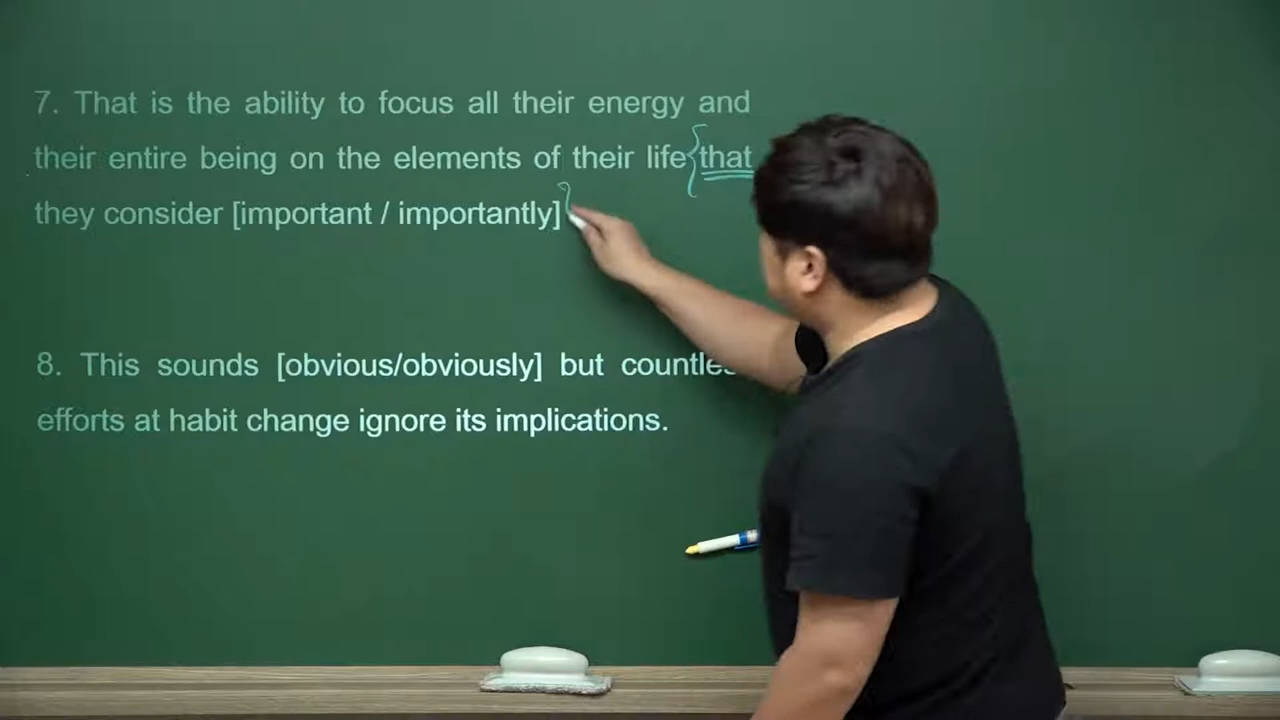 7. That is the ability to focus all their energy and
their entire being on the elements of their life that
they consider [important / importantly]
8. This sounds [obvious/obviously] but
efforts at habit change ignore its implications.